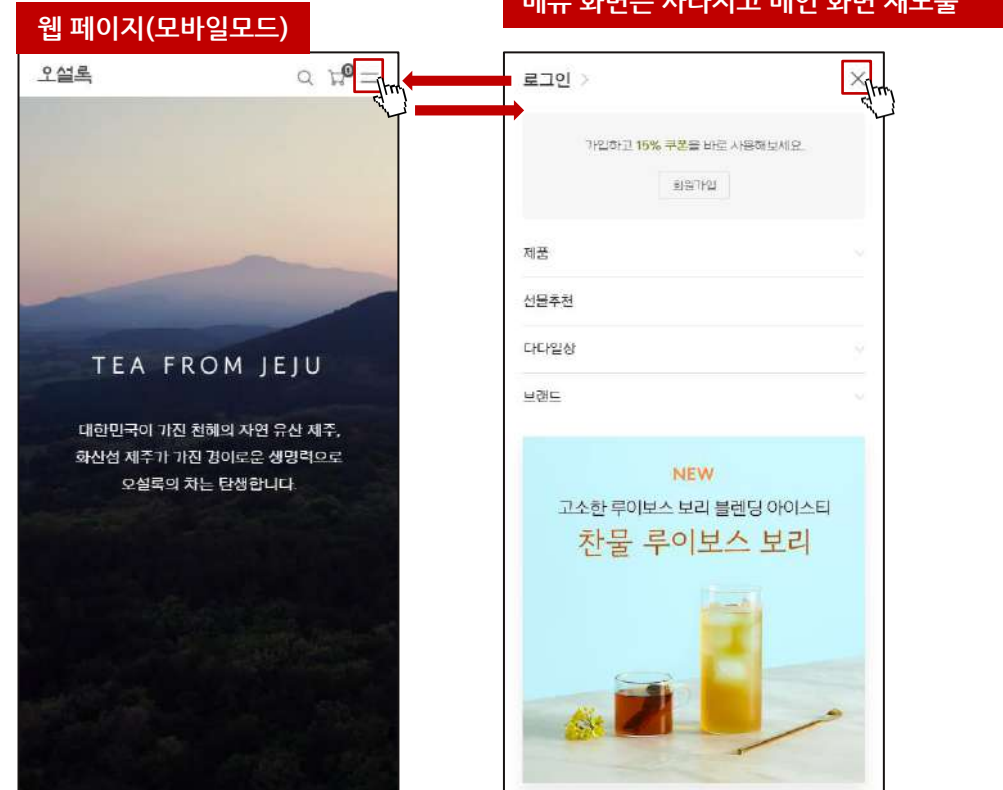 메뉴 화면은 사라지고 메인 화면 재노출
웹 페이지(모바일모드)
오설록
0
TEA FROM JEJU
대한민국이 가진 천혜의 자연 유산 제주,
화산섬 제주가 가진 경이로운 생명력으로
오설록의 차는 탄생합니다.
로그인 >
가입하고 15% 쿠폰을 바로 사용해보세요.
회원가입
제품
선물추천
다다일상
브랜드
NEW
고소한 루이보스 보리 블렌딩 아이스티
찬물 루이보스 보리